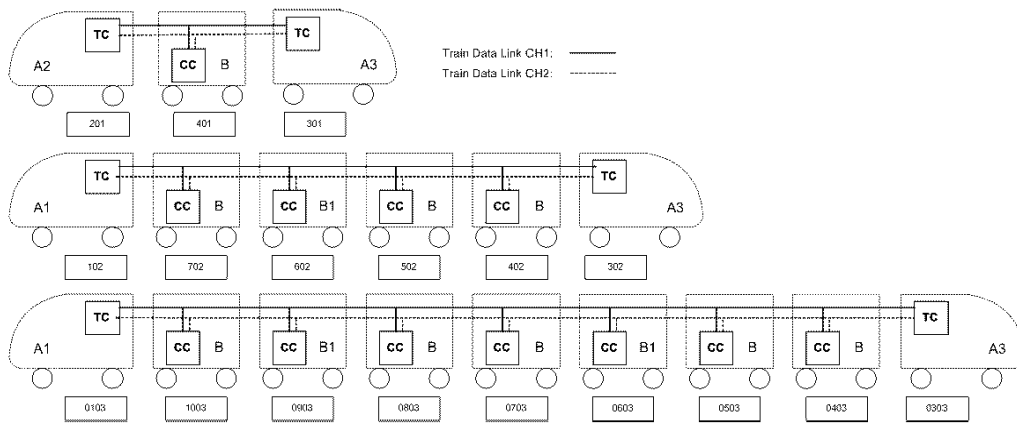 TC TC
Train Data Link CH1:
A2 CC B A3
Train Data Link CH2:
201 401 301
TC TC
A1 CC B CC B1 CC B CC B A3
102 702 602 502 402 302
TC TC
A1 CC B CC B1 CC B CC B CC B1 CC B CC B A3
0103 1003 0903 0803 0703 0603 0503 0403 0303